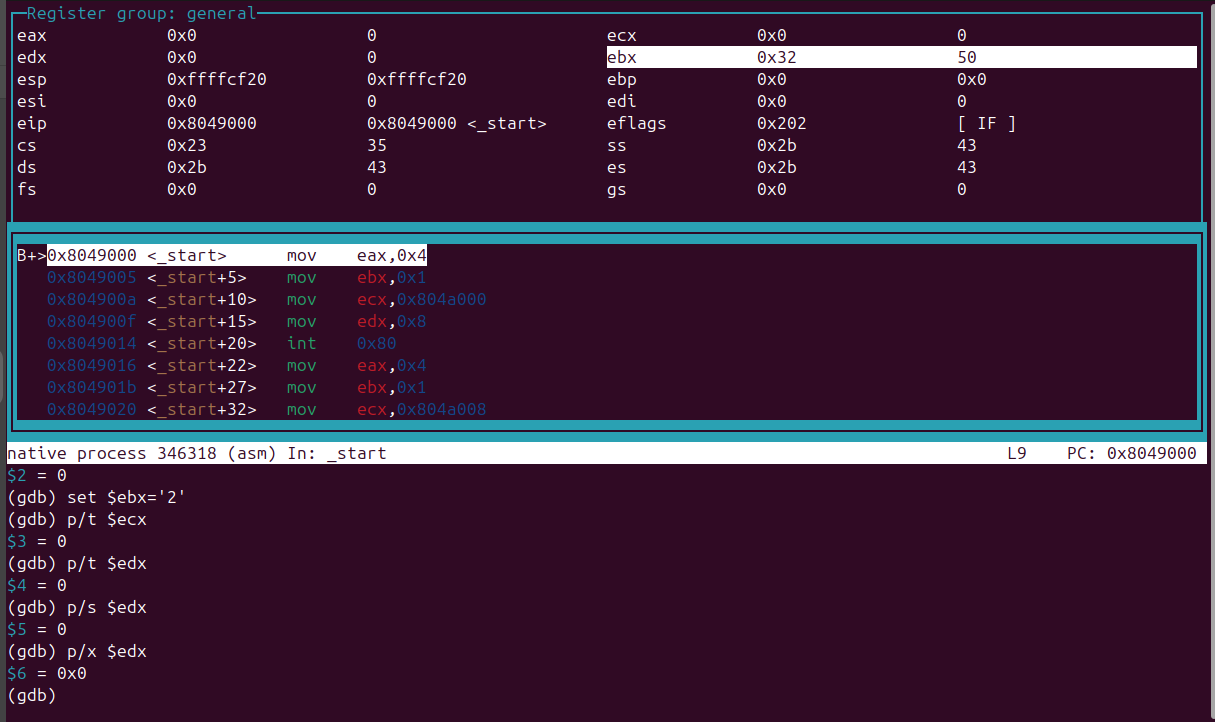 Register group: general
eax 0x0 0 ecx 0x0 0
edx 0x0 0 ebx 0x32 50
esp 0xffffcf20 0xffffcf20 ebp 0x0 0x0
esi 0x0 0 edi 0x0 0
eip 0x8049000 0x8049000 <_start> eflags 0x202 [ IF ]
cs 0x23 35 ss 0x2b 43
ds 0x2b 43 es 0x2b 43
fs 0x0 0 gs 0x0 0
B+>0x8049000 <_start> mov eax,0x4
0x8049005 <_start+5> mov ebx,0x1
0x804900a <_start+10> mov ecx,0x804a000
0x804900f <_start+15> mov edx,0x8
0x8049014 <_start+20> int 0x80
0x8049016 <_start+22> mov eax,0x4
0x804901b <_start+27> mov ebx,0x1
0x8049020 <_start+32> mov ecx,0x804a008
native process 346318 (asm) In: _start L9 PC: 0x8049000
$2 = 0
(gdb) set $ebx='2'
(gdb) p/t $ecx
$3 = 0
(gdb) p/t $edx
$4 = 0
(gdb) p/s $edx
$5 = 0
(gdb) p/x $edx
$6 = 0x0
(gdb)